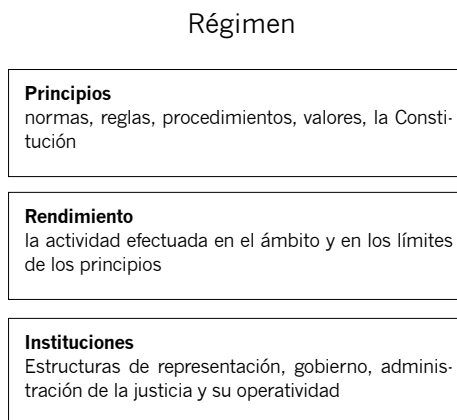 Régimen
Principios
normas, reglas, procedimientos, valores, la Consti-
tución
Rendimiento
la actividad efectuada en el ámbito y en los límites
de los principios
Instituciones
Estructuras de representación, gobierno, adminis-
tración de la justicia y su operatividad